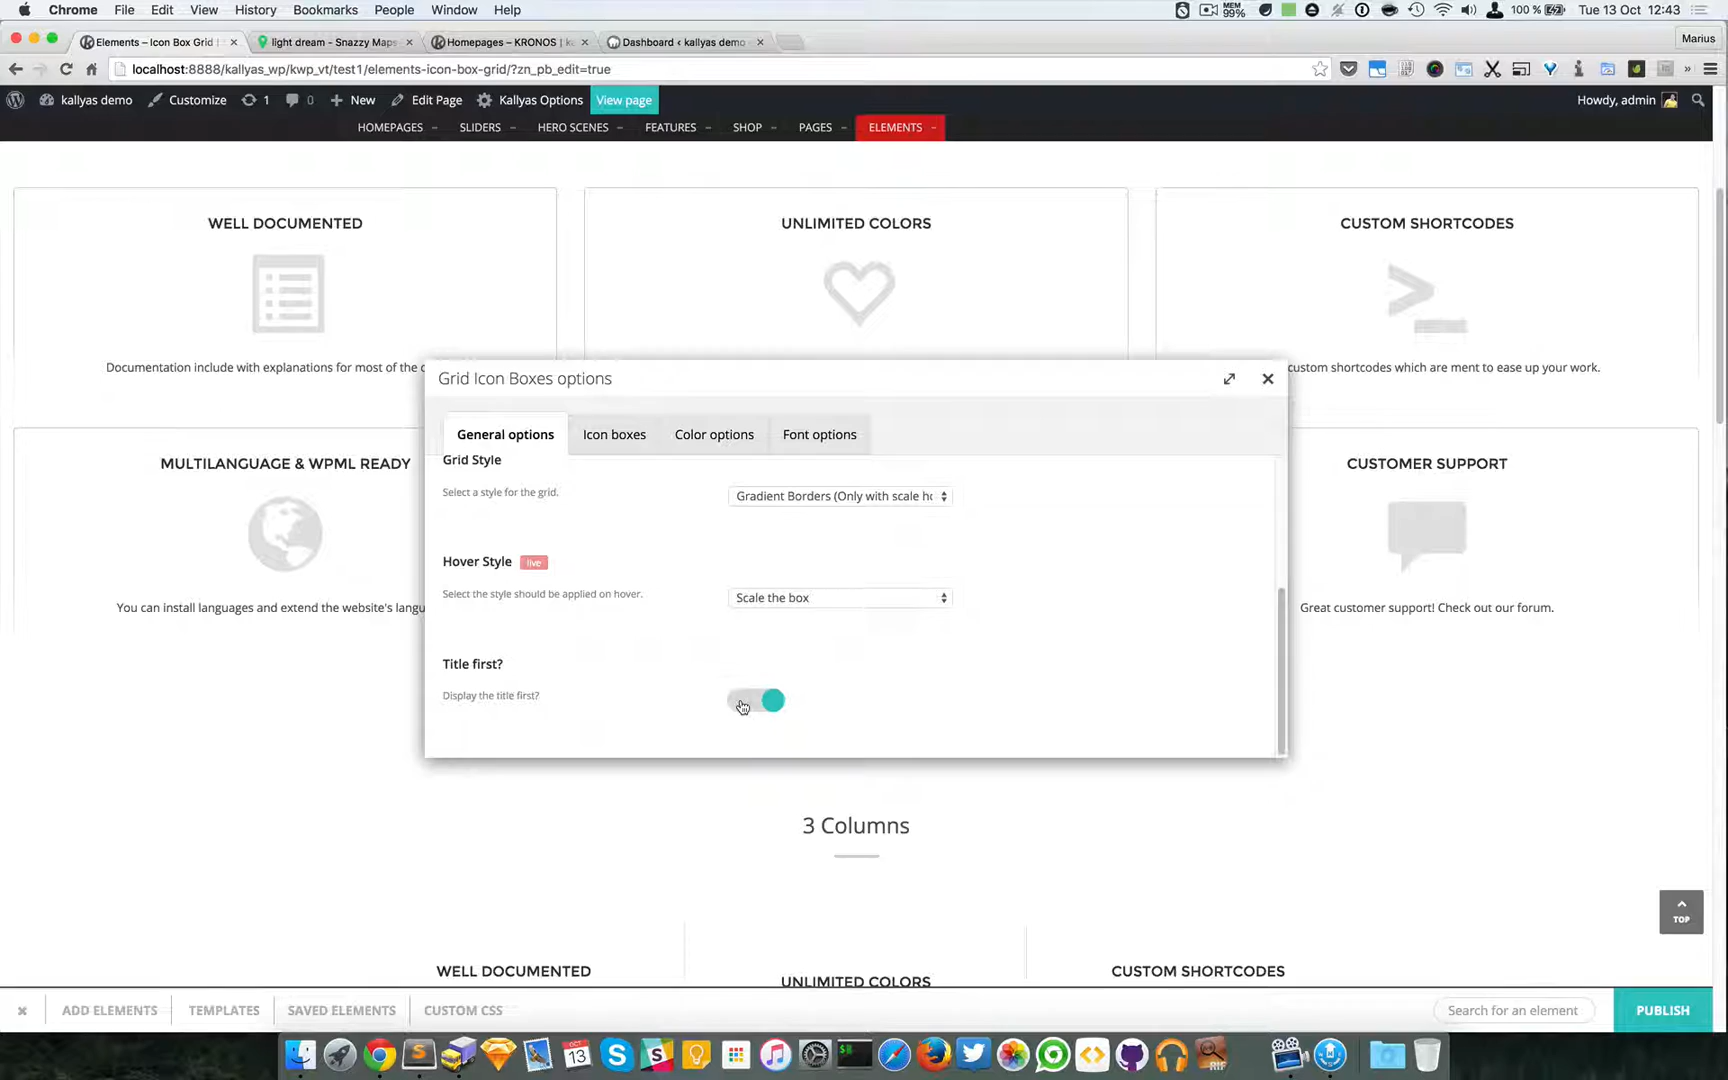 Chrome File Edit View History Bookmarks People Window Help
MEM 99% 100 % Tue 13 Oct 12:43
Elements – Icon Box Grid
light dream - Snazzy Maps
Homepages – KRONOS | k
Dashboard ‹ kallyas demo
Marius
localhost:8888/kallyas_wp/kwp_vt/test1/elements-icon-box-grid/?zn_pb_edit=true
kallyas demo Customize 1 0 New Edit Page Kallyas Options View page Howdy, admin
HOMEPAGES SLIDERS HERO SCENES FEATURES SHOP PAGES ELEMENTS
WELL DOCUMENTED UNLIMITED COLORS CUSTOM SHORTCODES
Documentation include with explanations for most of the custom shortcodes which are ment to ease up your work.
Grid Icon Boxes options
General options Icon boxes Color options Font options
MULTILANGUAGE & WPML READY CUSTOMER SUPPORT
You can install languages and extend the website's Great customer support! Check out our forum.
Grid Style
Select a style for the grid.
Gradient Borders (Only with scale
Hover Style live
Select the style should be applied on hover.
Scale the box
Title first?
Display the title first?
3 Columns
TOP
WELL DOCUMENTED UNLIMITED COLORS CUSTOM SHORTCODES
ADD ELEMENTS TEMPLATES SAVED ELEMENTS CUSTOM CSS Search for an element PUBLISH
OCT 13
RIF